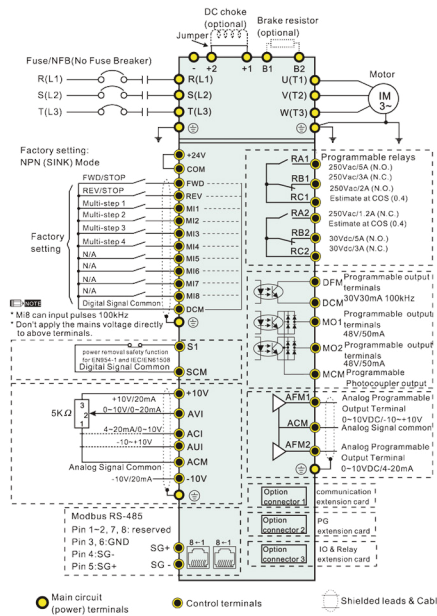 DC choke
(optional)
Brake resistor
(optional)
Jumper
Fuse/NFB(No Fuse Breaker)
- +2 +1 B1 B2
Motor
R(L1) R(L1) U(T1)
S(L2) S(L2) V(T2) IM
3~
T(L3) T(L3) W(T3)
Factory setting:
NPN (SINK) Mode
+24V
COM
FWD/STOP FWD
REV/STOP REV
Multi-step 1 MI1
Multi-step 2 MI2
Multi-step 3 MI3
Multi-step 4 MI4
N/A MI5
N/A MI6
N/A MI7
N/A MI8
Digital Signal Common DCM
Factory
setting
NOTE
* Mi8 can input pulses 100kHz
* Don't apply the mains voltage directly
to above terminals.
S1
power removal safety function
for EN954-1 and IEC/EN61508
Digital Signal Common
SCM
+10V
+10V/20mA
0~10V/0~20mA AVI
5KΩ
3
2
1
4~20mA/0~10V ACI
-10~+10V AUI
ACM
Analog Signal Common
-10V/20mA -10V
Modbus RS-485
Pin 1~2, 7, 8: reserved
Pin 3, 6:GND
Pin 4:SG-
Pin 5:SG+
SG+
SG -
8←1 8←1
RA1
RB1
RC1
RA2
RB2
RC2
Programmable relays
250Vac/5A (N.O.)
250Vac/3A (N.C.)
250Vac/2A (N.O.)
Estimate at COS (0.4)
250Vac/1.2A (N.C.)
Estimate at COS (0.4)
30Vdc/5A (N.O.)
30Vdc/3A (N.C.)
DFM Programmable output
terminals
30V30mA 100kHz
DCM
MO1 Programmable output
terminals
48V/50mA
MO2 Programmable output
terminals
48V/50mA
MCM Programmable
Photocoupler output
AFM1 Analog Programmable
Output Terminal
0~10VDC/-10~+10V
ACM Analog Signal common
AFM2 Analog Programmable
Output Terminal
0~10VDC/4-20mA
Option
connector 1
communication
extension card
Option
connector 2
PG
extension card
Option
connector 3
IO & Relay
extension card
Main circuit
(power) terminals
Control terminals
Shielded leads & Cabl